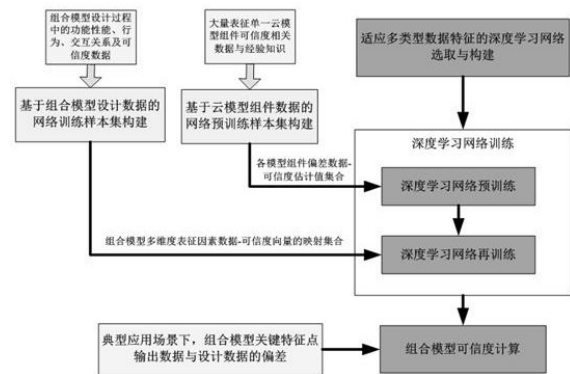 组合模型设计过程
中的功能性能、行
为、交互关系及可
信度数据
大量表征单一云模
型组件可信度相关
数据与经验知识
适应多类型数据特征的深度学习网络
选取与构建
基于组合模型设计数据的
网络训练样本集构建
基于云模型组件数据的
网络预训练样本集构建
深度学习网络训练
各模型组件偏差数据-
可信度估计值集合
深度学习网络预训练
组合模型多维度表征因素数据-可信度向量的映射集合
深度学习网络再训练
典型应用场景下，组合模型关键特征点
输出数据与设计数据的偏差
组合模型可信度计算